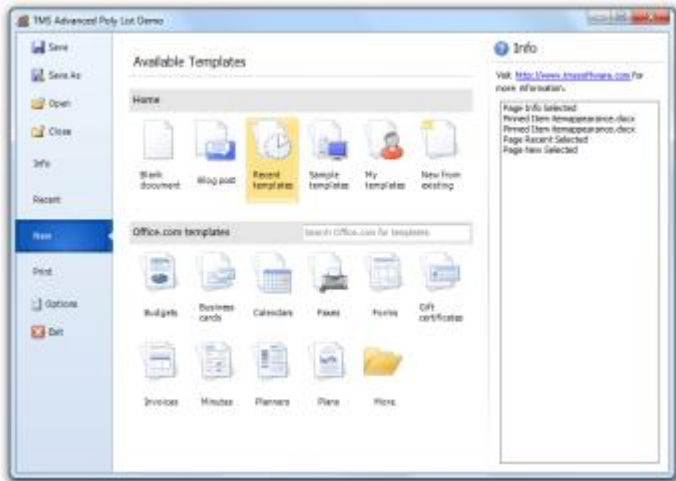 TMS Advanced Poly List Demo
Save
Save As
Open
Close
Info
Recent
New
Print
Options
Exit
Available Templates
Home
Blank
document
Blog post
Recent
templates
Sample
templates
My
templates
New from
existing
Office.com templates
Search Office.com for templates
Budgets
Business
cards
Calendars
Faxes
Forms
Gift
certificates
Invoices
Minutes
Planners
Plans
More
Info
Visit http://www.tmssoftware.com for
more information.
Page Info Selected
Pinned Item itemappearance.docx
Pinned Item itemappearance.docx
Page Recent Selected
Page New Selected